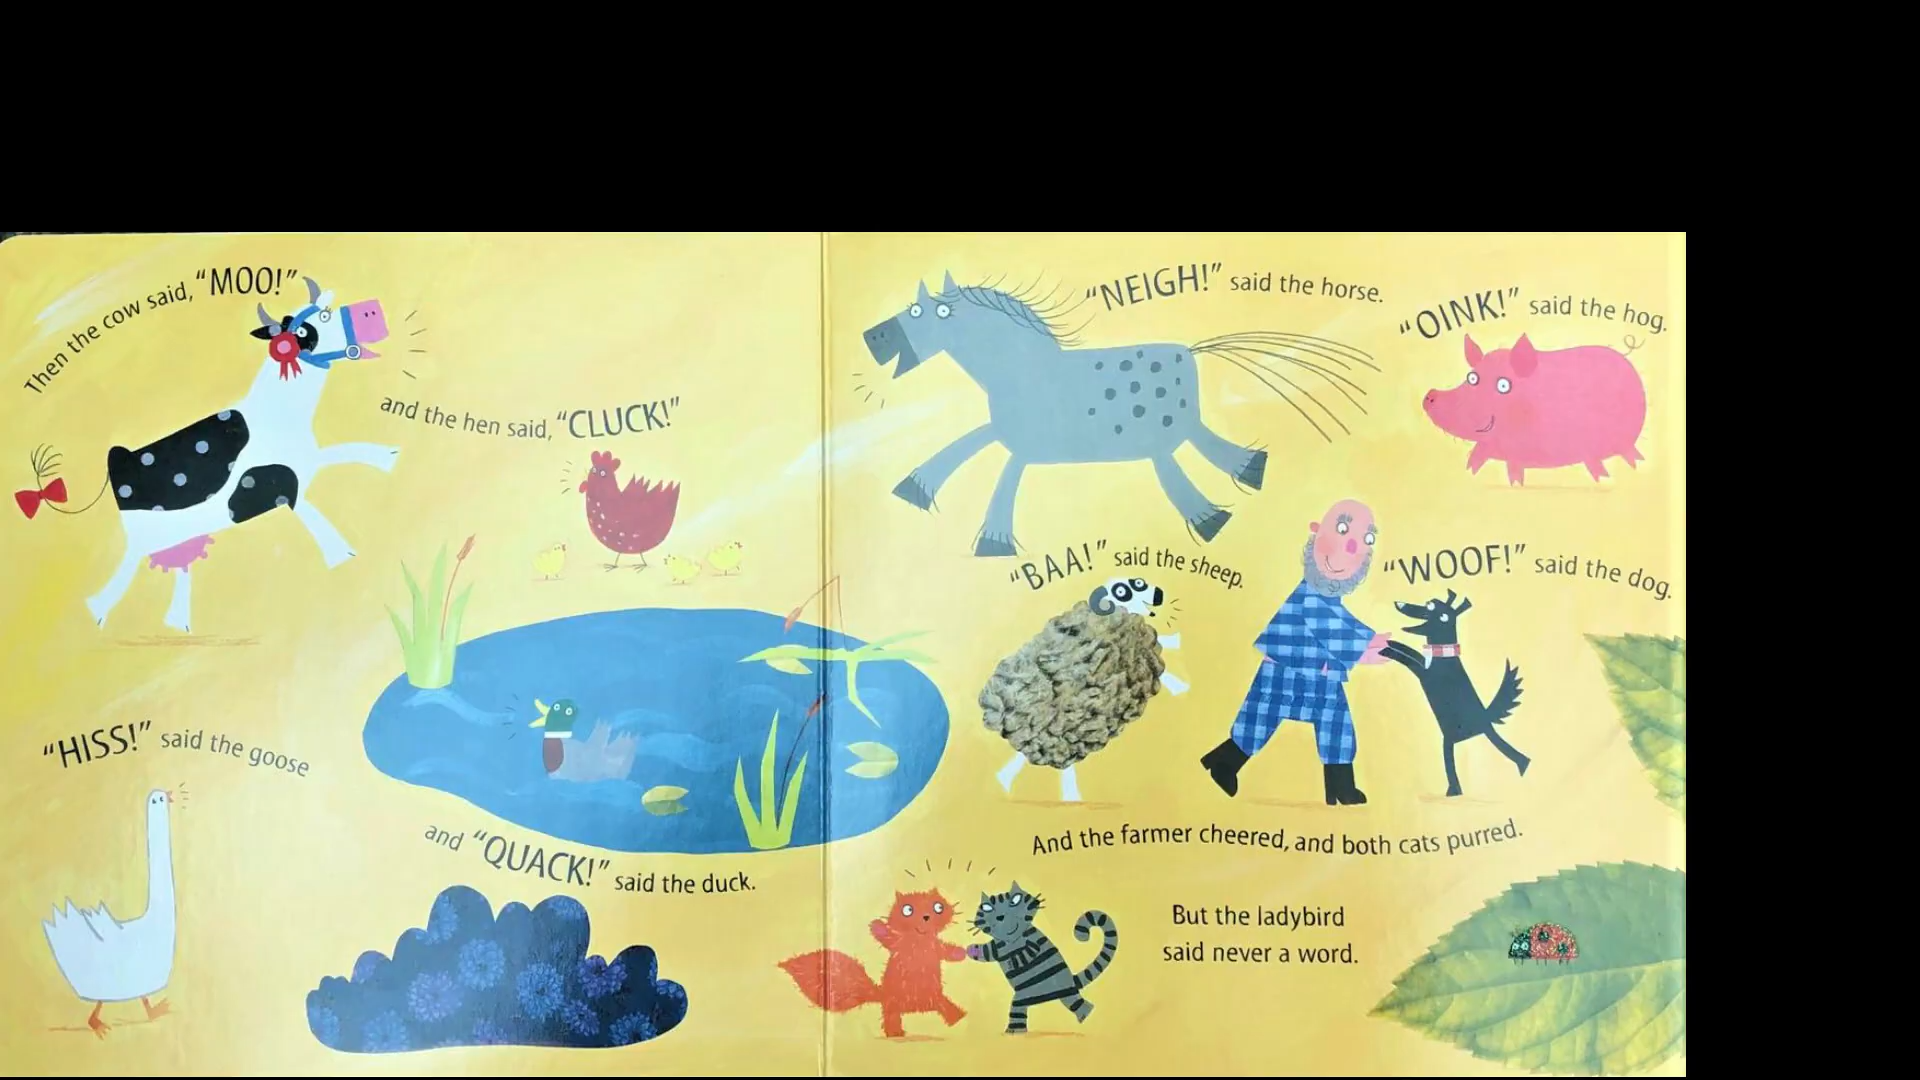 Then the cow said, “MOO!”
and the hen said, “CLUCK!”
“HISS!” said the goose
and “QUACK!” said the duck.
“NEIGH!” said the horse.
“OINK!” said the hog.
“BAA!” said the sheep.
“WOOF!” said the dog.
And the farmer cheered, and both cats purred.
But the ladybird
said never a word.